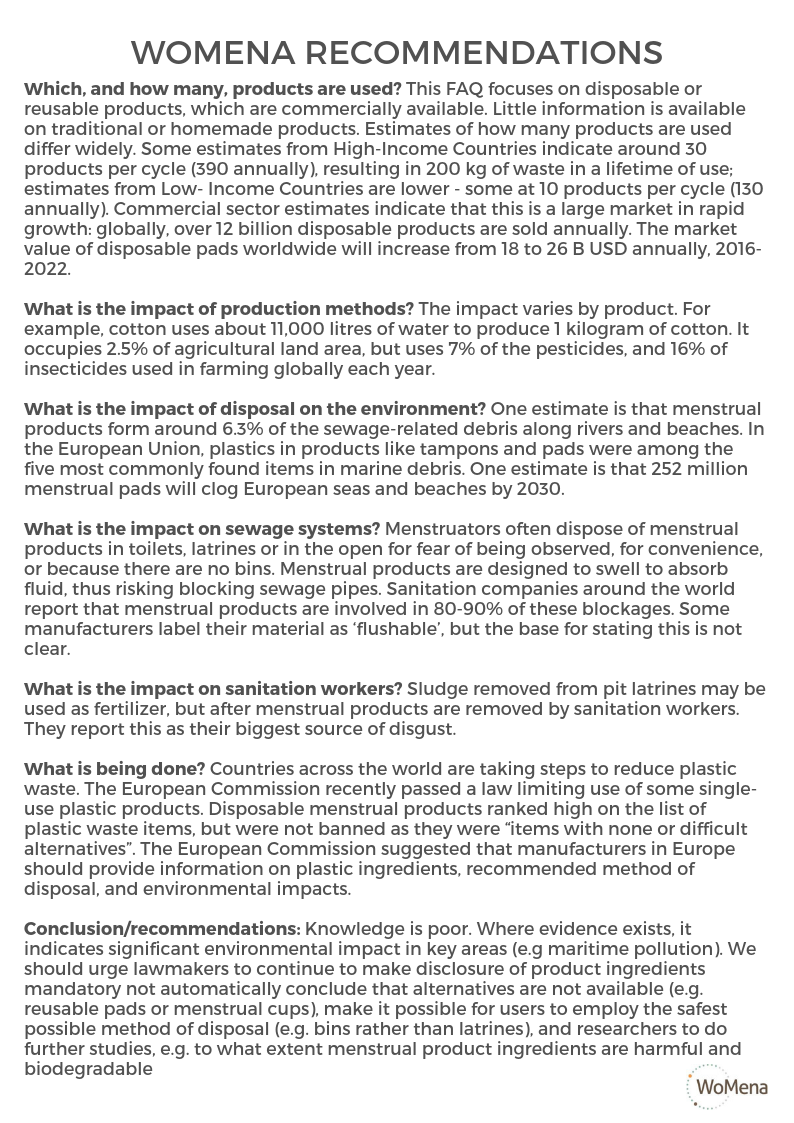 WOMENA RECOMMENDATIONS
Which, and how many, products are used? This FAQ focuses on disposable or
reusable products, which are commercially available. Little information is available
on traditional or homemade products. Estimates of how many products are used
differ widely. Some estimates from High-Income Countries indicate around 30
products per cycle (390 annually), resulting in 200 kg of waste in a lifetime of use;
estimates from Low- Income Countries are lower - some at 10 products per cycle (130
annually). Commercial sector estimates indicate that this is a large market in rapid
growth: globally, over 12 billion disposable products are sold annually. The market
value of disposable pads worldwide will increase from 18 to 26 B USD annually, 2016-
2022.
What is the impact of production methods? The impact varies by product. For
example, cotton uses about 11,000 litres of water to produce 1 kilogram of cotton. It
occupies 2.5% of agricultural land area, but uses 7% of the pesticides, and 16% of
insecticides used in farming globally each year.
What is the impact of disposal on the environment? One estimate is that menstrual
products form around 6.3% of the sewage-related debris along rivers and beaches. In
the European Union, plastics in products like tampons and pads were among the
five most commonly found items in marine debris. One estimate is that 252 million
menstrual pads will clog European seas and beaches by 2030.
What is the impact on sewage systems? Menstruators often dispose of menstrual
products in toilets, latrines or in the open for fear of being observed, for convenience,
or because there are no bins. Menstrual products are designed to swell to absorb
fluid, thus risking blocking sewage pipes. Sanitation companies around the world
report that menstrual products are involved in 80-90% of these blockages. Some
manufacturers label their material as ‘flushable’, but the base for stating this is not
clear.
What is the impact on sanitation workers? Sludge removed from pit latrines may be
used as fertilizer, but after menstrual products are removed by sanitation workers.
They report this as their biggest source of disgust.
What is being done? Countries across the world are taking steps to reduce plastic
waste. The European Commission recently passed a law limiting use of some single-
use plastic products. Disposable menstrual products ranked high on the list of
plastic waste items, but were not banned as they were “items with none or difficult
alternatives”. The European Commission suggested that manufacturers in Europe
should provide information on plastic ingredients, recommended method of
disposal, and environmental impacts.
Conclusion/recommendations: Knowledge is poor. Where evidence exists, it
indicates significant environmental impact in key areas (e.g maritime pollution). We
should urge lawmakers to continue to make disclosure of product ingredients
mandatory not automatically conclude that alternatives are not available (e.g.
reusable pads or menstrual cups), make it possible for users to employ the safest
possible method of disposal (e.g. bins rather than latrines), and researchers to do
further studies, e.g. to what extent menstrual product ingredients are harmful and
biodegradable
WoMena